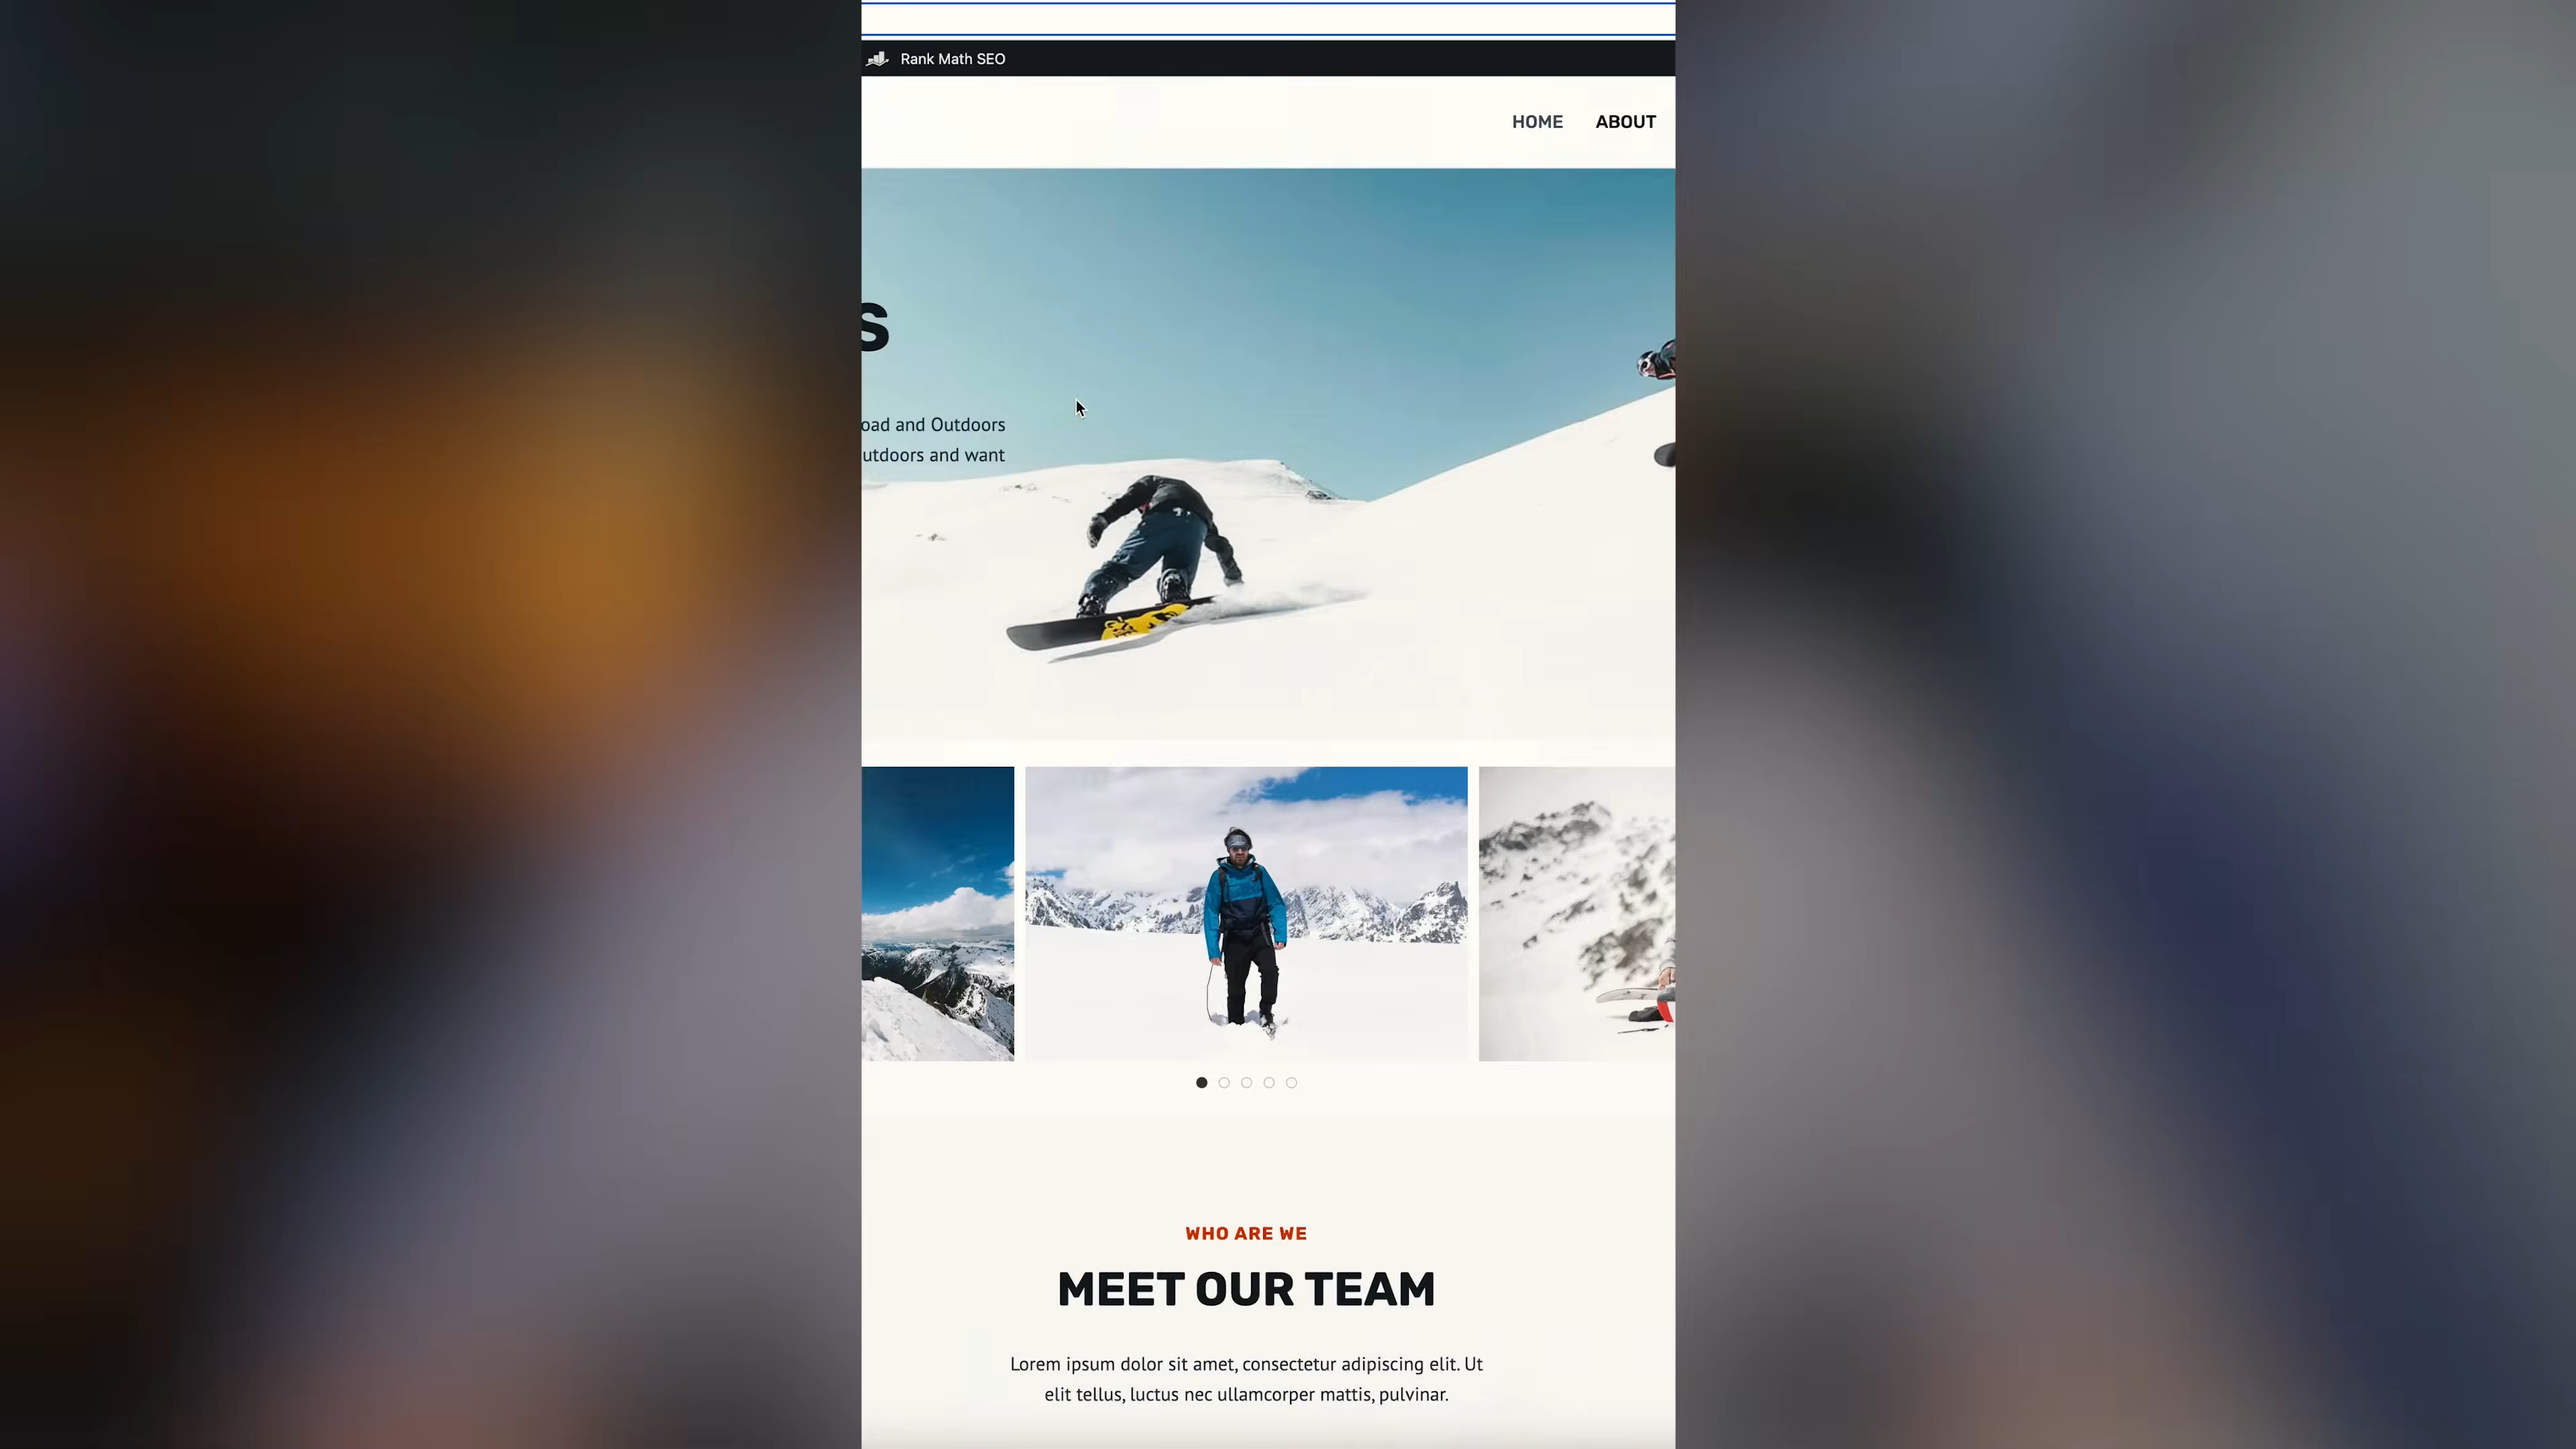 Rank Math SEO
HOME ABOUT
s
oad and Outdoors
utdoors and want
WHO ARE WE
MEET OUR TEAM
Lorem ipsum dolor sit amet, consectetur adipiscing elit. Ut
elit tellus, luctus nec ullamcorper mattis, pulvinar.